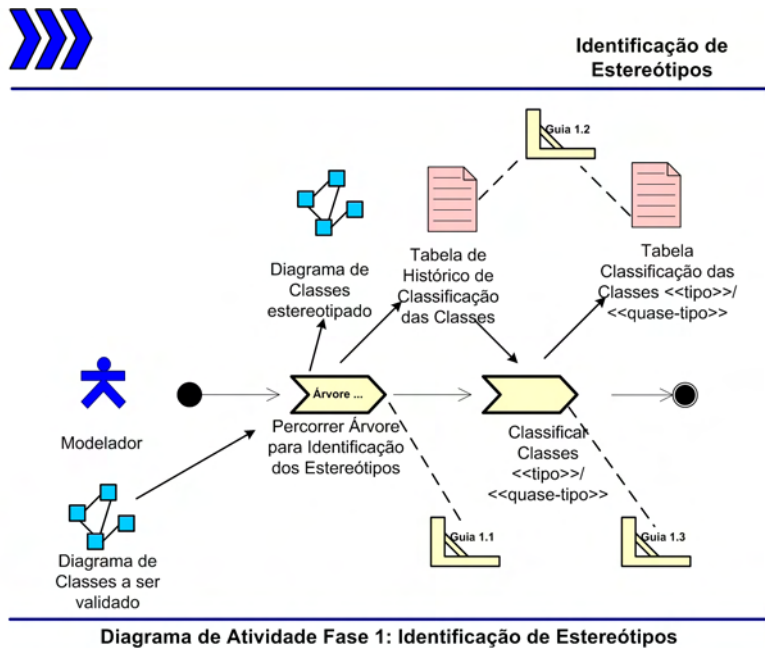 Identificação de
Estereótipos
Guia 1.2
Diagrama de
Classes
estereotipado
Tabela de
Histórico de
Classificação
das Classes
Tabela
Classificação das
Classes <<tipo>>/
<<quase-tipo>>
Modelador
Árvore ...
Percorrer Árvore
para Identificação
dos Estereótipos
Classificar
Classes
<<tipo>>/
<<quase-tipo>>
Guia 1.1
Guia 1.3
Diagrama de
Classes a ser
validado
Diagrama de Atividade Fase 1: Identificação de Estereótipos